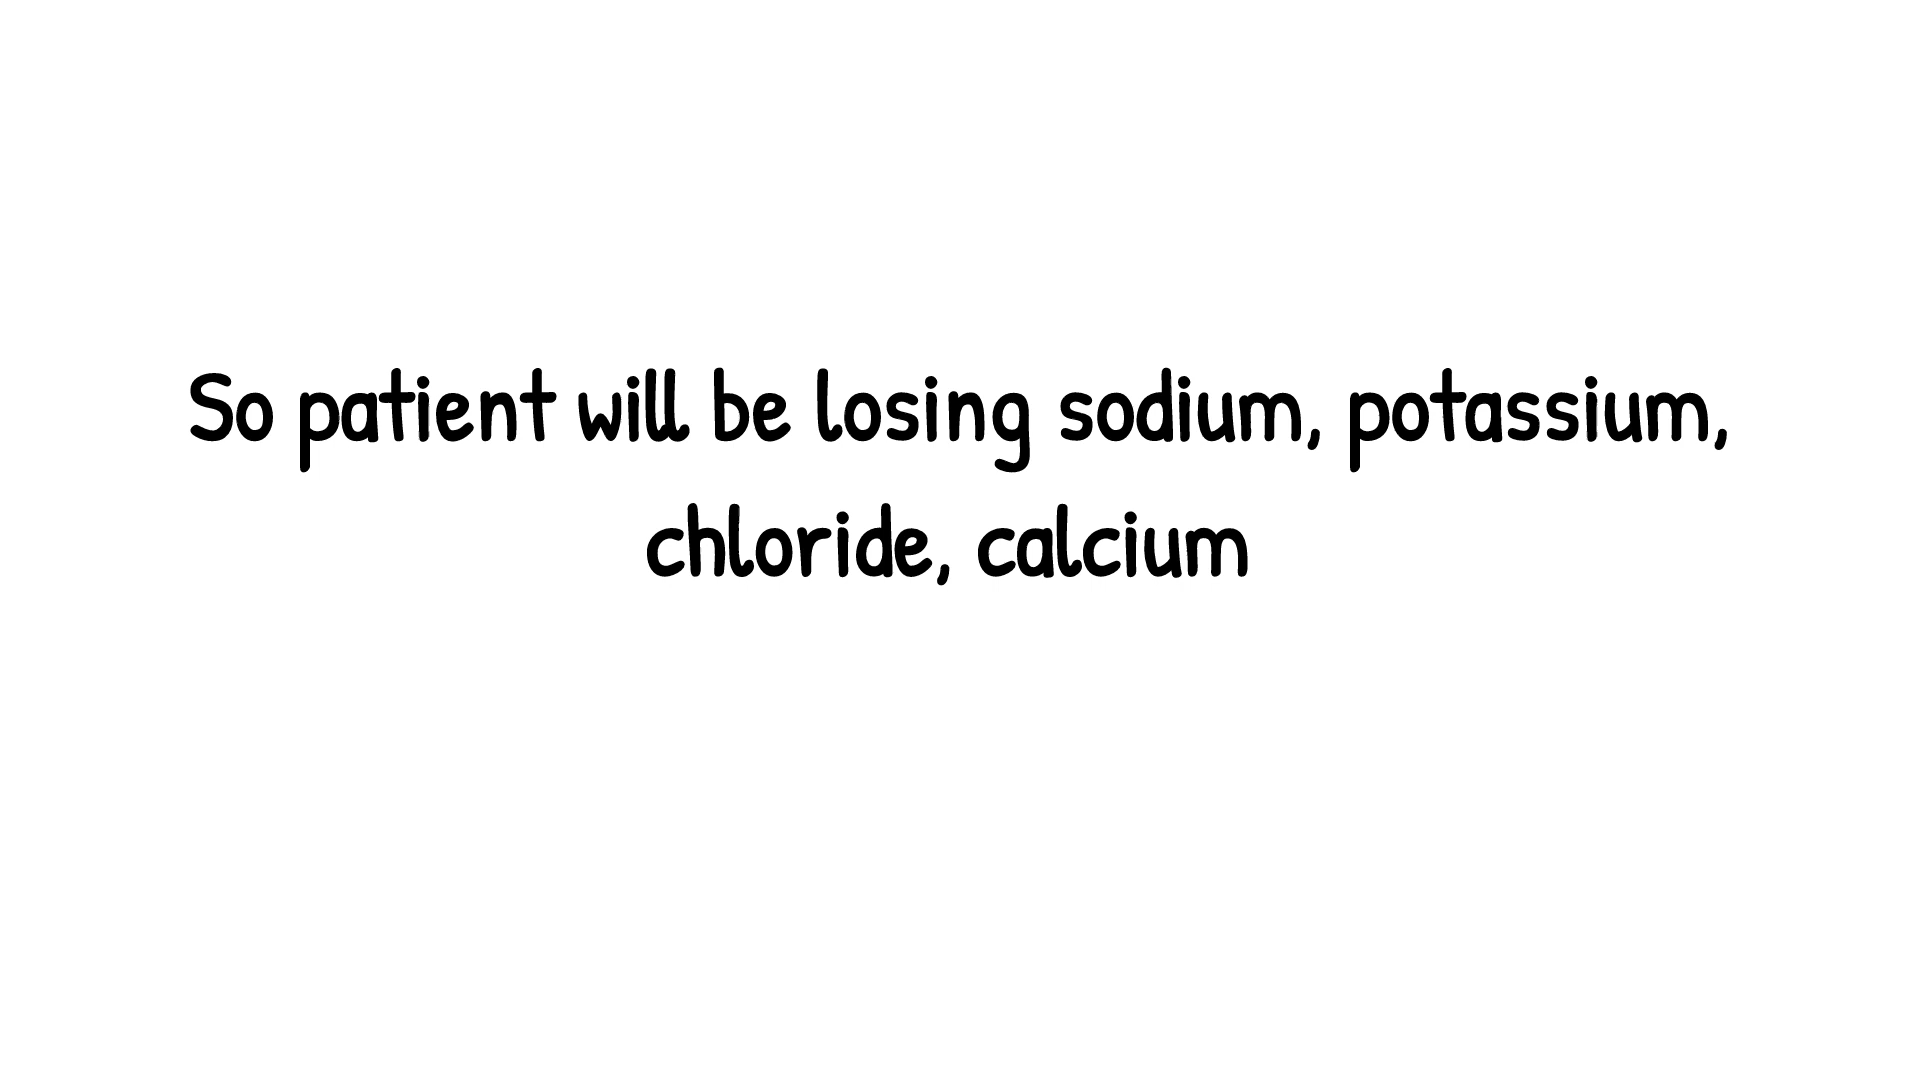 So patient will be losing sodium, potassium,
chloride, calcium